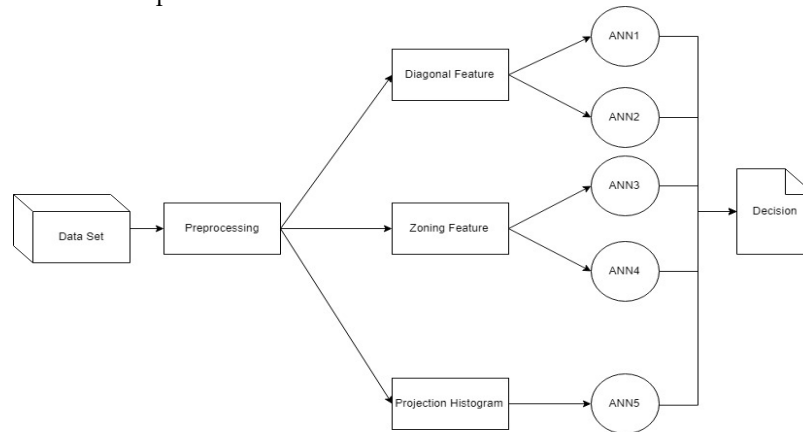 ANN1
Diagonal Feature
ANN2
ANN3
Data Set
Preprocessing
Zoning Feature
Decision
ANN4
Projection Histogram
ANN5